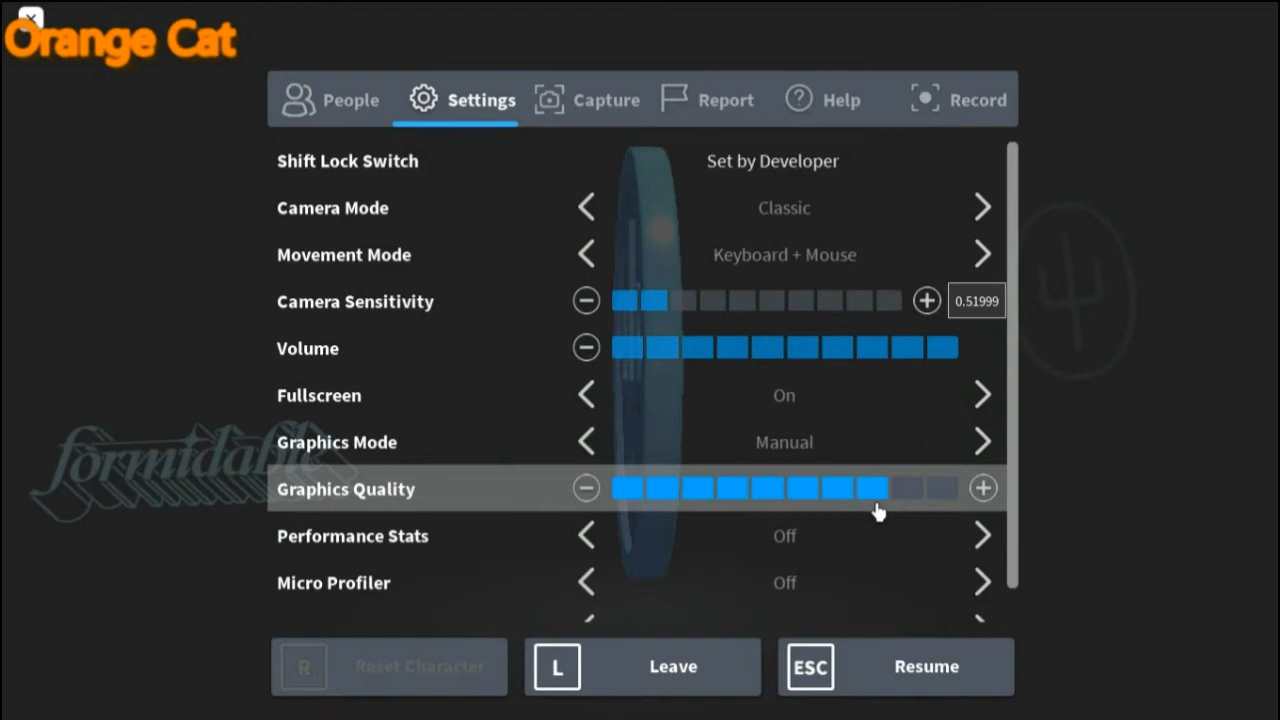 Orange Cat
People Settings Capture Report Help Record
Shift Lock Switch Set by Developer
Camera Mode Classic
Movement Mode Keyboard + Mouse
Camera Sensitivity 0.51999
Volume
Fullscreen On
Graphics Mode Manual
formidable
Graphics Quality
Performance Stats Off
Micro Profiler Off
R Reset Character L Leave ESC Resume